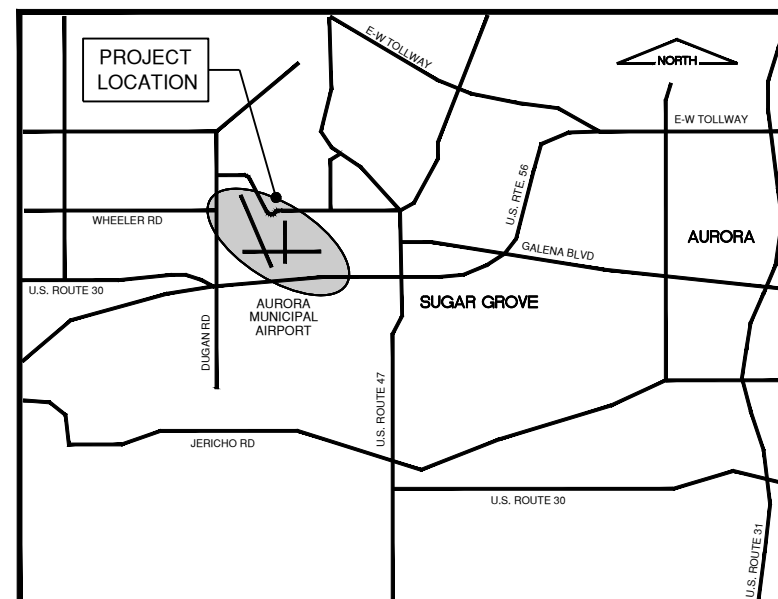 E-W TOLLWAY
PROJECT
LOCATION
NORTH
E-W TOLLWAY
U.S. RTE. 56
WHEELER RD
AURORA
GALENA BLVD
U.S. ROUTE 30
AURORA
MUNICIPAL
AIRPORT
SUGAR GROVE
DUGAN RD
U.S. ROUTE 47
JERICHO RD
U.S. ROUTE 30
U.S. ROUTE 31